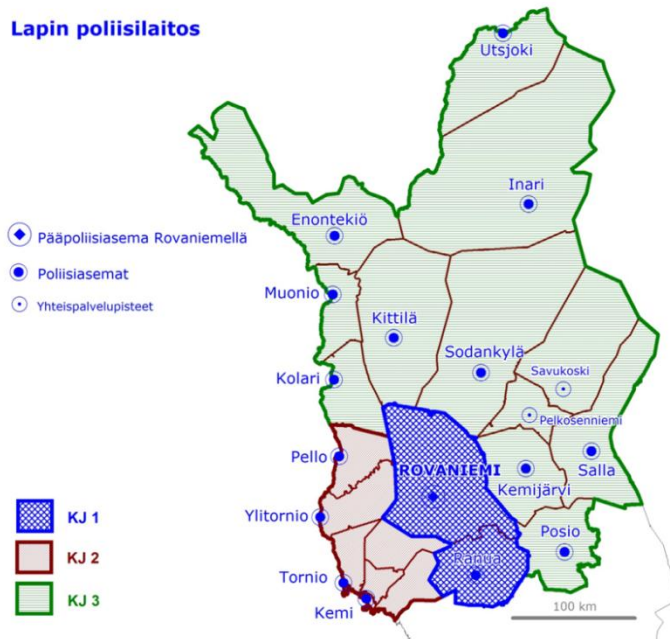 Lapin poliisilaitos
Utsjoki
Inari
Enontekiö
Pääpoliisiasema Rovaniemellä
Poliisiasemat
Yhteispalvelupisteet
Muonio
Kittilä
Sodankylä
Savukoski
Kolari
Pelkosenniemi
Pello
ROVANIEMI
Salla
Kemijärvi
KJ 1
Ylitornio
Posio
KJ 2
Ranua
Tornio
KJ 3
Kemi
100 km